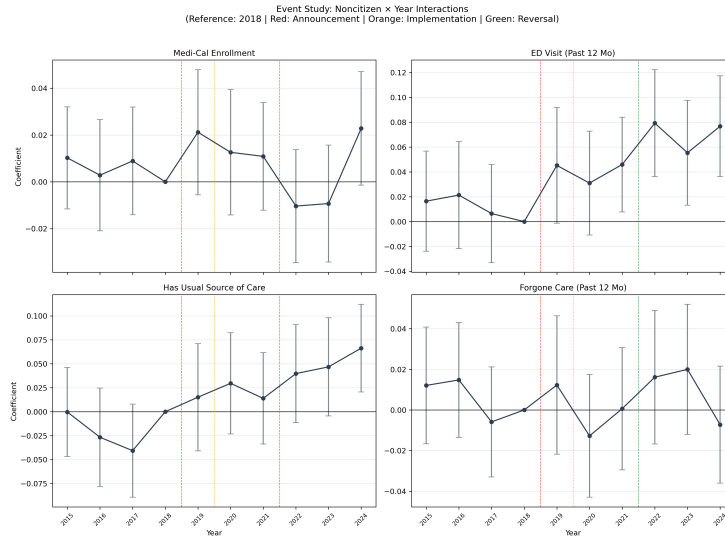 Event Study: Noncitizen × Year Interactions
(Reference: 2018 | Red: Announcement | Orange: Implementation | Green: Reversal)
Medi-Cal Enrollment
0.04
0.02
0.00
−0.02
Coefficient
ED Visit (Past 12 Mo)
0.12
0.10
0.08
0.06
0.04
0.02
0.00
−0.02
−0.04
Has Usual Source of Care
0.100
0.075
0.050
0.025
0.000
−0.025
−0.050
−0.075
Coefficient
2015 2016 2017 2018 2019 2020 2021 2022 2023 2024
Year
Forgone Care (Past 12 Mo)
0.04
0.02
0.00
−0.02
−0.04
2015 2016 2017 2018 2019 2020 2021 2022 2023 2024
Year